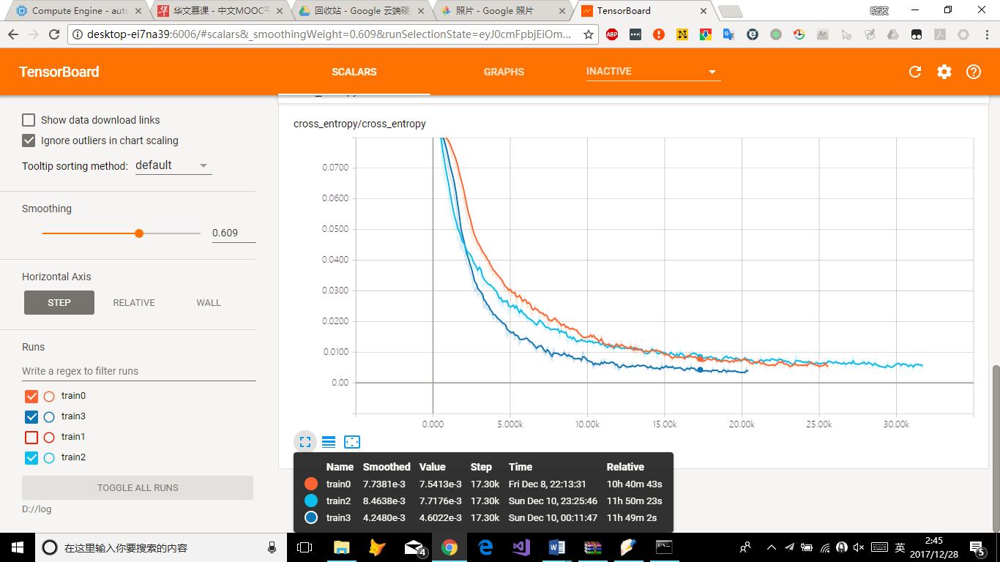 Compute Engine - auto
华文慕课 - 中文MOOC平
回收站 - Google 云端硬
照片 - Google 照片
TensorBoard
晓波
desktop-ei7na39:6006/#scalars&_smoothingWeight=0.609&runSelectionState=eyJ0cmFpbjEiOm...
TensorBoard
SCALARS
GRAPHS
INACTIVE
Show data download links
Ignore outliers in chart scaling
Tooltip sorting method: default
Smoothing
0.609
Horizontal Axis
STEP RELATIVE WALL
Runs
Write a regex to filter runs
train0
train3
train1
train2
TOGGLE ALL RUNS
D://log
cross_entropy/cross_entropy
0.0700
0.0600
0.0500
0.0400
0.0300
0.0200
0.0100
0.00
0.000 5.000k 10.00k 15.00k 20.00k 25.00k 30.00k
Name Smoothed Value Step Time Relative
train0 7.7381e-3 7.5413e-3 17.30k Fri Dec 8, 22:13:31 10h 40m 43s
train2 8.4638e-3 7.7176e-3 17.30k Sun Dec 10, 23:25:46 11h 50m 23s
train3 4.2480e-3 4.6022e-3 17.30k Sun Dec 10, 00:11:47 11h 49m 2s
在这里输入你要搜索的内容
4
英
2:45
2017/12/28
5